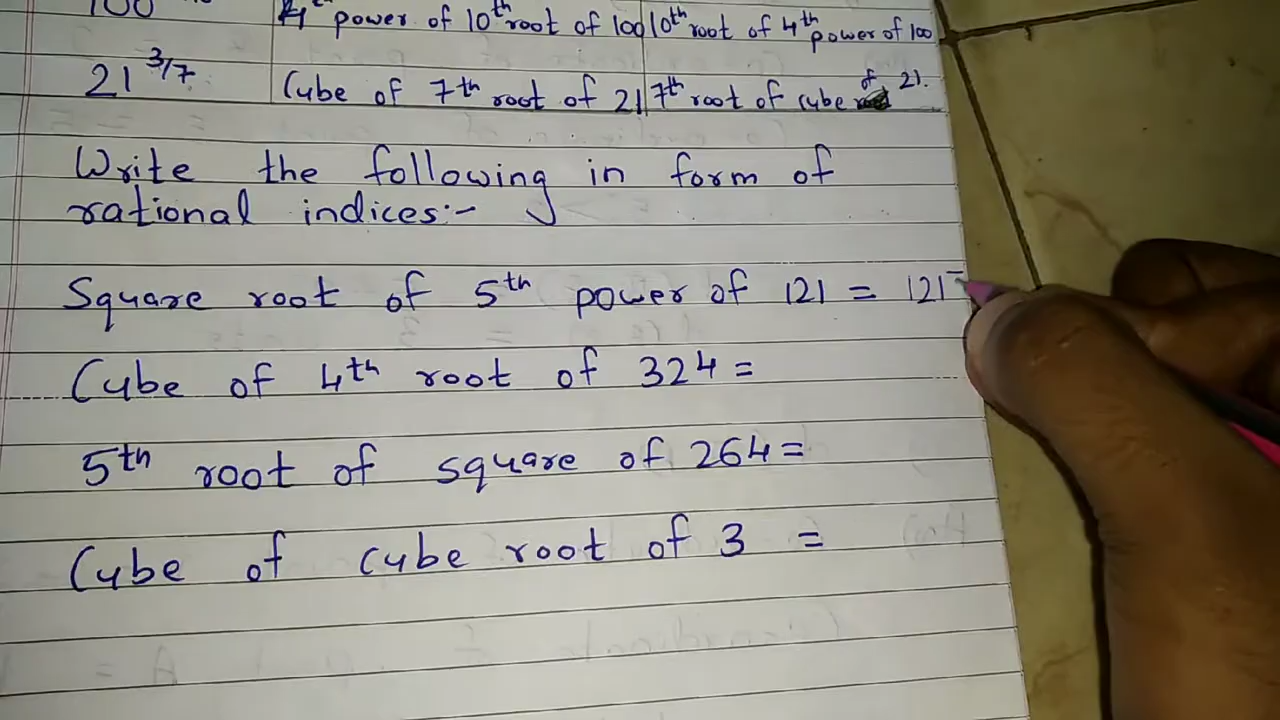 100
4th power of 10th root of 100 10th root of 4th power of 100
21 3/7 Cube of 7th root of 21 7th root of cube of 21.
Write the following in form of
rational indices:-
Square root of 5th power of 121 = 121
Cube of 4th root of 324 =
5th root of square of 264 =
Cube of cube root of 3 =